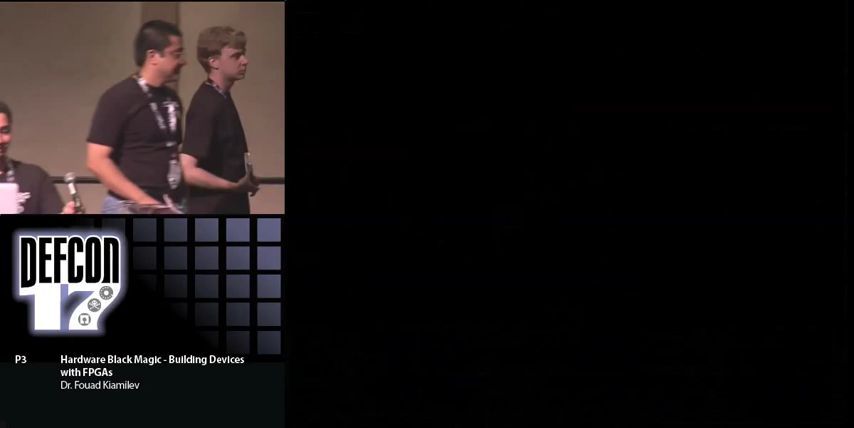 DEFCON
17
P3
Hardware Black Magic - Building Devices
with FPGAs
Dr. Fouad Kiamilev